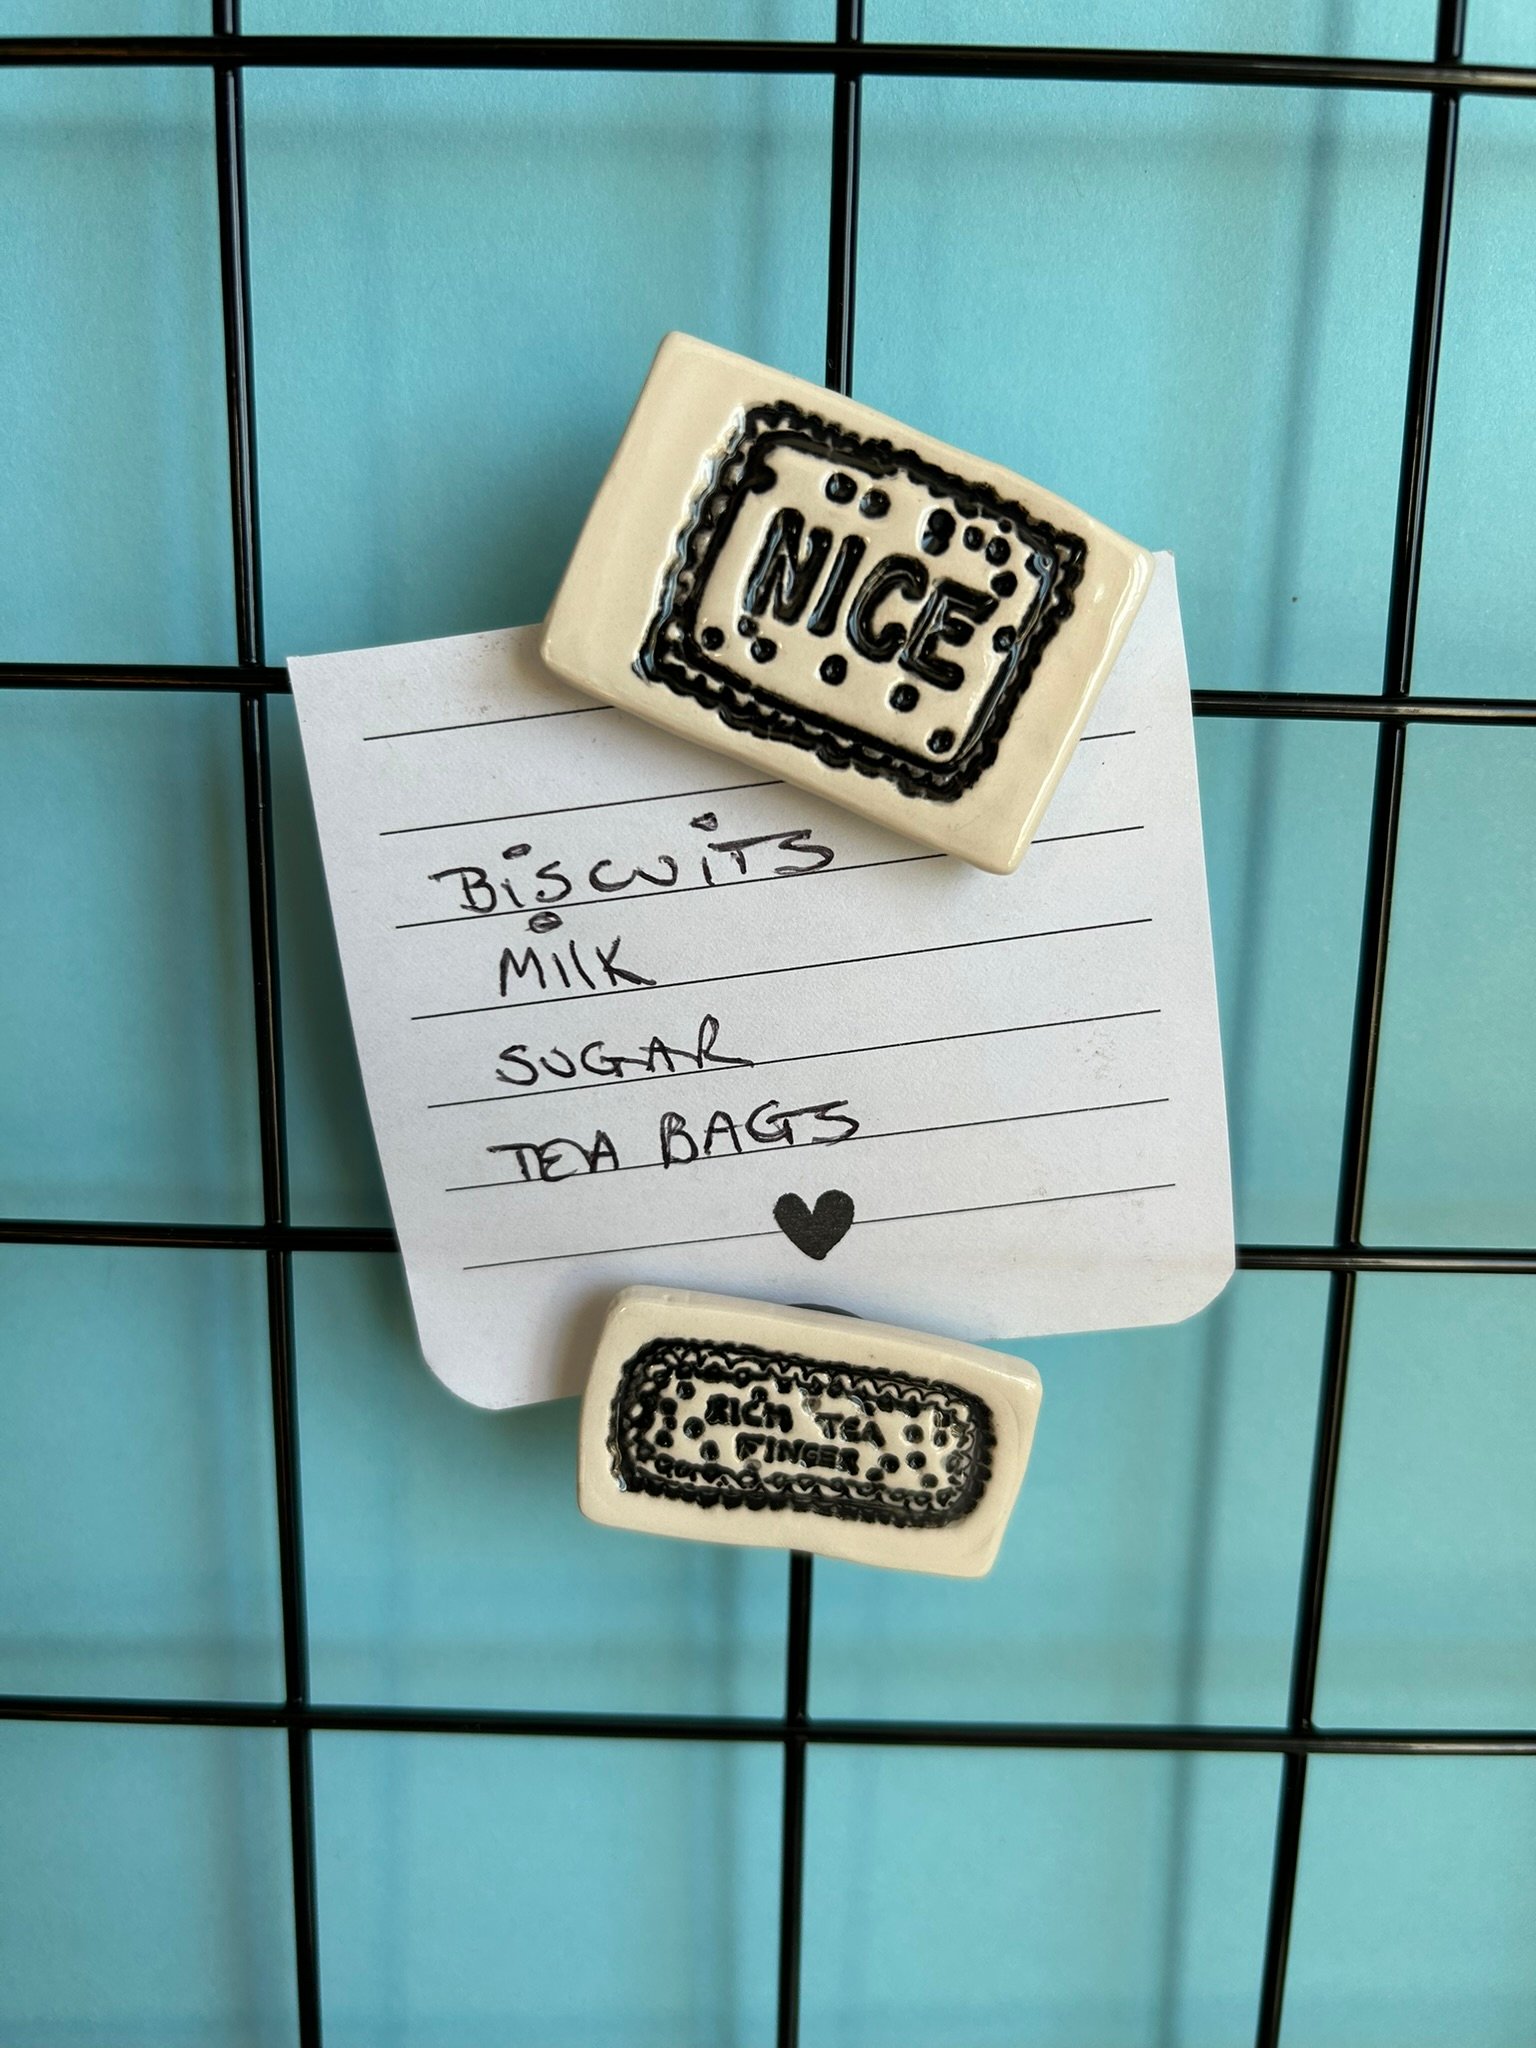 NICE
BiSCUiTS
MilK
SUGAR
TEA BAGS
RICH TEA
FINGER